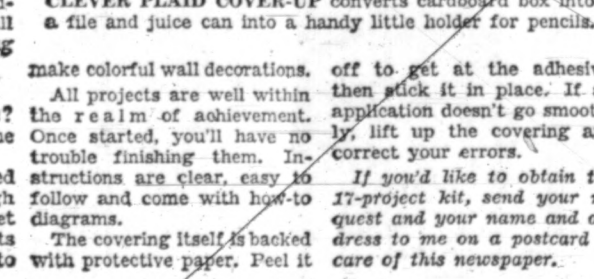 CLEVER PLAID COVER-UP converts cardboard box into
a file and juice can into a handy little holder for pencils.
make colorful wall decorations.
All projects are well within
the realm of achievement.
Once started, you'll have no
trouble finishing them. In-
structions are clear, easy to
follow and come with how-to
diagrams.
The covering itself is backed
with protective paper. Peel it
off to get at the adhesi
then stick it in place. If
application doesn't go smoot
ly, lift up the covering a
correct your errors.
If you'd like to obtain t
17-project kit, send your
quest and your name and a
dress to me on a postcard
care of this newspaper.